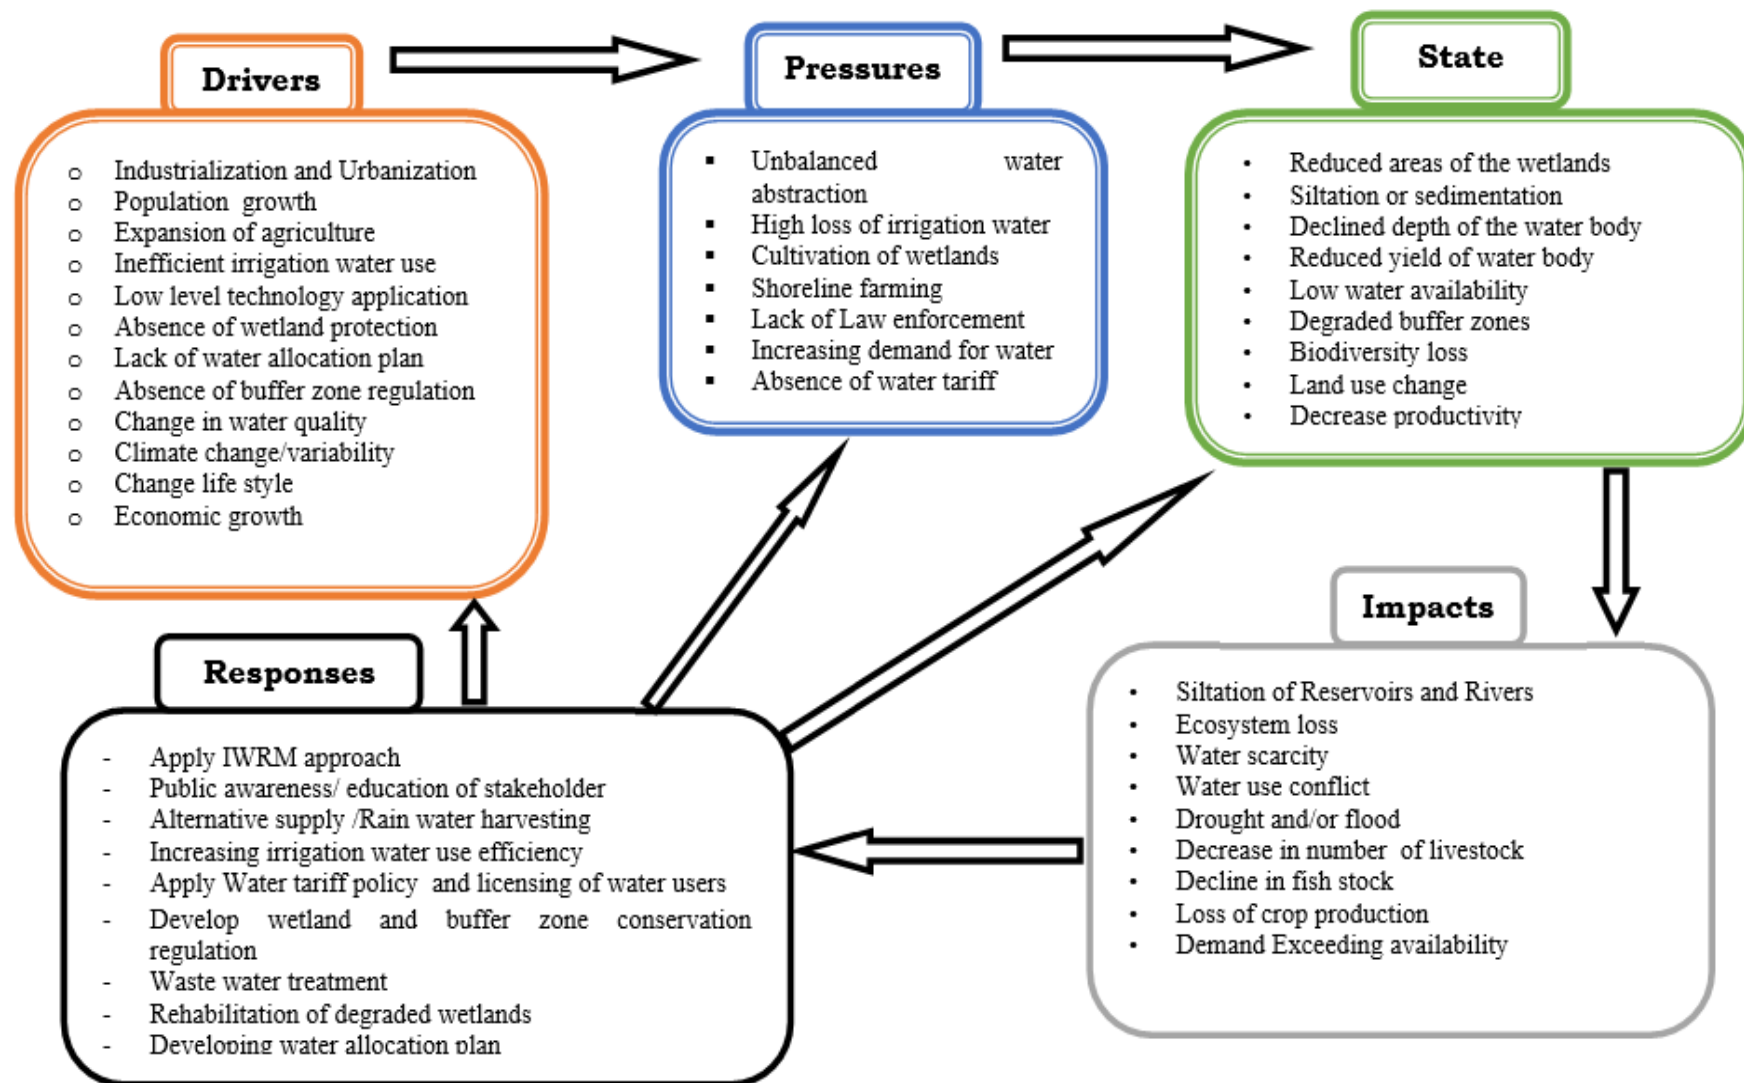 Drivers
Industrialization and Urbanization
Population growth
Expansion of agriculture
Inefficient irrigation water use
Low level technology application
Absence of wetland protection
Lack of water allocation plan
Absence of buffer zone regulation
Change in water quality
Climate change/variability
Change life style
Economic growth
Pressures
Unbalanced water
abstraction
High loss of irrigation water
Cultivation of wetlands
Shoreline farming
Lack of Law enforcement
Increasing demand for water
Absence of water tariff
State
Reduced areas of the wetlands
Siltation or sedimentation
Declined depth of the water body
Reduced yield of water body
Low water availability
Degraded buffer zones
Biodiversity loss
Land use change
Decrease productivity
Impacts
Siltation of Reservoirs and Rivers
Ecosystem loss
Water scarcity
Water use conflict
Drought and/or flood
Decrease in number of livestock
Decline in fish stock
Loss of crop production
Demand Exceeding availability
Responses
- Apply IWRM approach
- Public awareness/ education of stakeholder
- Alternative supply /Rain water harvesting
- Increasing irrigation water use efficiency
- Apply Water tariff policy and licensing of water users
- Develop wetland and buffer zone conservation
regulation
- Waste water treatment
- Rehabilitation of degraded wetlands
- Developing water allocation plan